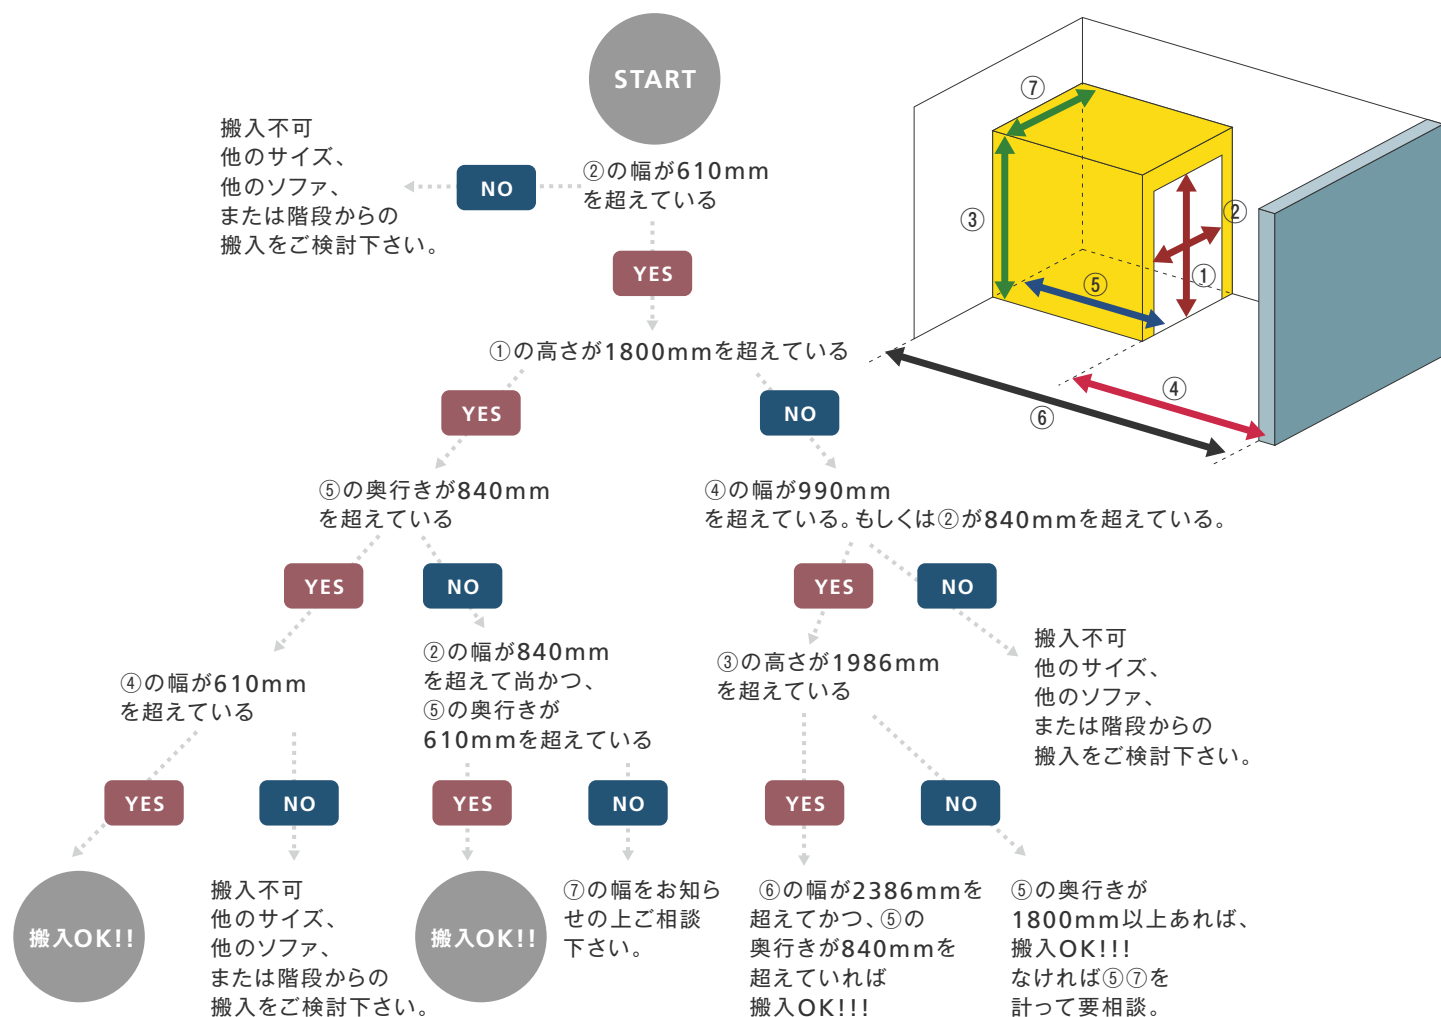 START
②の幅が610mm
を超えている
NO
搬入不可
他のサイズ、
他のソファ、
または階段からの
搬入をご検討下さい。
YES
①の高さが1800mmを超えている
YES
NO
⑤の奥行きが840mm
を超えている
④の幅が990mm
を超えている。もしくは②が840mmを超えている。
YES
NO
YES
NO
④の幅が610mm
を超えている
②の幅が840mm
を超えて尚かつ、
⑤の奥行きが
610mmを超えている
③の高さが1986mm
を超えている
搬入不可
他のサイズ、
他のソファ、
または階段からの
搬入をご検討下さい。
YES
NO
YES
NO
YES
NO
搬入OK!!
搬入不可
他のサイズ、
他のソファ、
または階段からの
搬入をご検討下さい。
搬入OK!!
⑦の幅をお知ら
せの上ご相談
下さい。
⑥の幅が2386mmを
超えてかつ、⑤の
奥行きが840mmを
超えていれば
搬入OK!!!
⑤の奥行きが
1800mm以上あれば、
搬入OK!!!
なければ⑤⑦を
計って要相談。
⑦
③
②
①
⑤
④
⑥